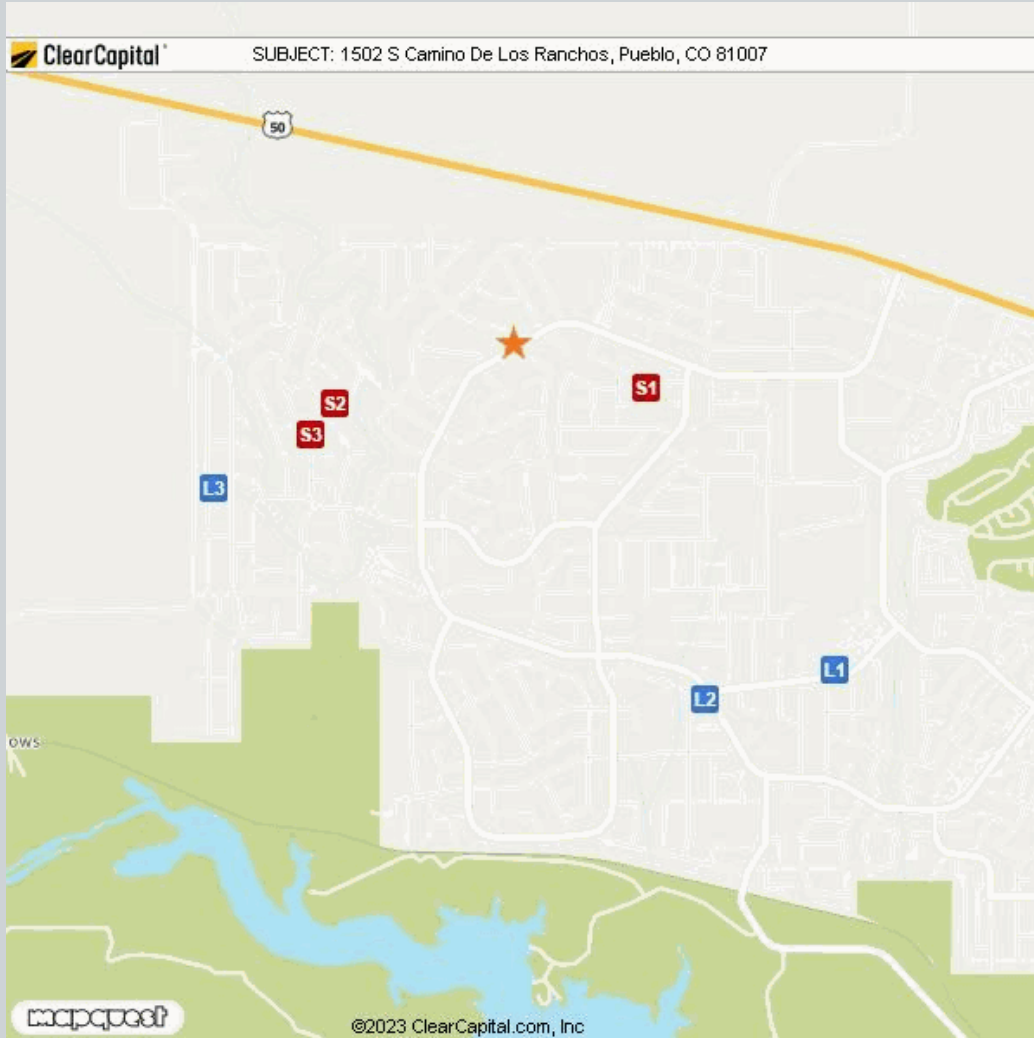 ClearCapital SUBJECT: 1502 S Camino De Los Ranchos, Pueblo, CO 81007
50
S1
S2
S3
L3
L1
L2
ows
mapquest
©2023 ClearCapital.com, Inc